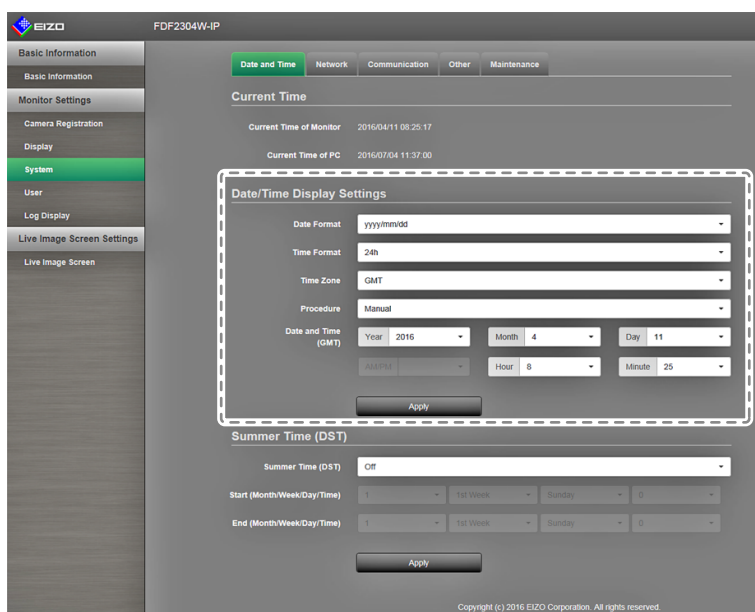 EIZO
FDF2304W-IP
Basic Information
Basic Information
Monitor Settings
Camera Registration
Display
System
User
Log Display
Live Image Screen Settings
Live Image Screen
Date and Time Network Communication Other Maintenance
Current Time
Current Time of Monitor 2016/04/11 08:25:17
Current Time of PC 2016/07/04 11:37:00
Date/Time Display Settings
Date Format yyyy/mm/dd
Time Format 24h
Time Zone GMT
Procedure Manual
Date and Time
(GMT)
Year 2016 Month 4 Day 11
AM/PM Hour 8 Minute 25
Apply
Summer Time (DST)
Summer Time (DST) Off
Start (Month/Week/Day/Time) 1 1st Week Sunday 0
End (Month/Week/Day/Time) 1 1st Week Sunday 0
Apply
Copyright (c) 2016 EIZO Corporation. All rights reserved.